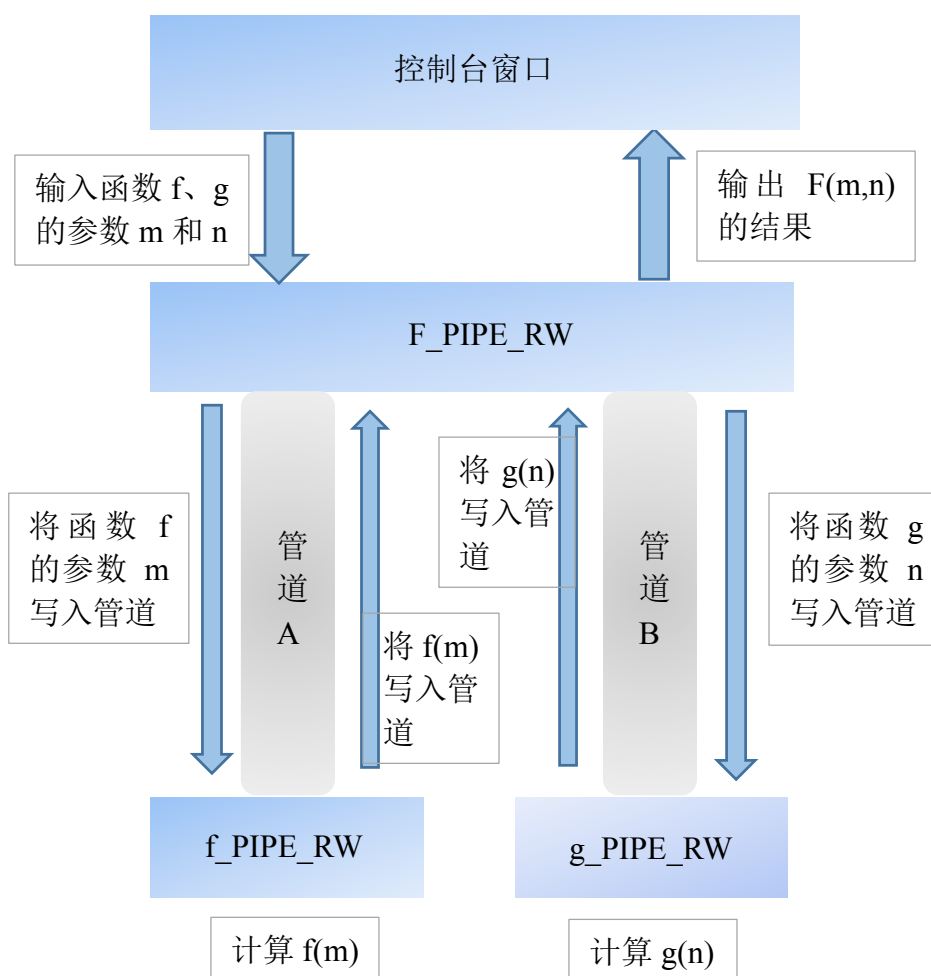 控制台窗口
输入函数 f、g
的参数 m 和 n
输出 F(m,n)
的结果
F_PIPE_RW
将函数 f
的参数 m
写入管道
管
道
A
将 f(m)
写入管
道
将 g(n)
写入管
道
管
道
B
将函数 g
的参数 n
写入管道
f_PIPE_RW
g_PIPE_RW
计算 f(m)
计算 g(n)